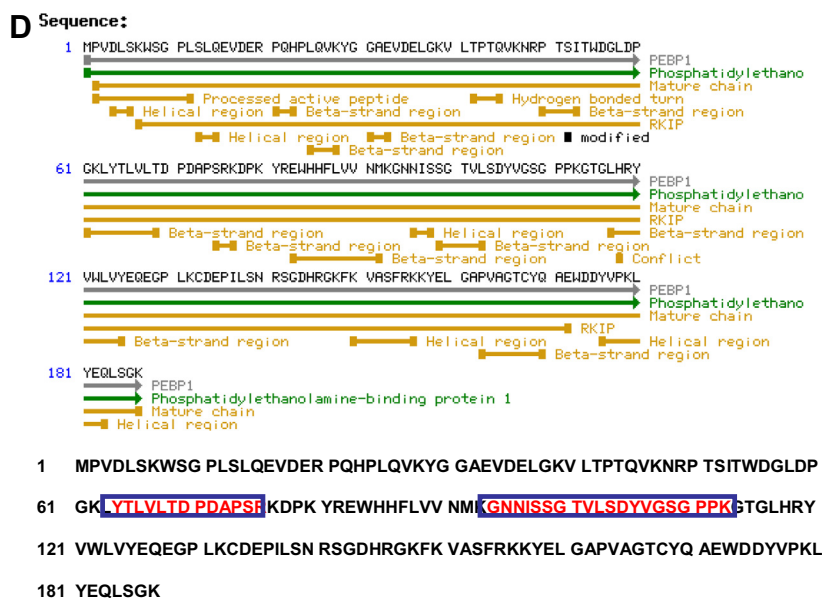 D Sequence:
1 MPVDLSKWSG PLSLQEVDER PQHPLQVKYG GAEVDELGKV LTPTQVKNRP TSITWDGLDP
PEBP1
Phosphatidylethano
Mature chain
Processed active peptide Hydrogen bonded turn
Helical region Beta-strand region Beta-strand region
RKIP
Helical region Beta-strand region modified
Beta-strand region
61 GKLYTLVLTD PDAPSRKDPK YREWHHFLVV NMKGNNISSG TVLSDYVGSG PPKGTGLHRY
PEBP1
Phosphatidylethano
Mature chain
RKIP
Beta-strand region Helical region Beta-strand region
Beta-strand region Beta-strand region
Beta-strand region Conflict
121 VWLVYEQEGP LKCDEPILSN RSGDHRGKFK VASFRKKYEL GAPVAGTCYQ AEWDDYVPKL
PEBP1
Phosphatidylethano
Mature chain
RKIP
Beta-strand region Helical region Helical region
Beta-strand region
181 YEQLSGK
PEBP1
Phosphatidylethanolamine-binding protein 1
Mature chain
Helical region
1 MPVDLSKWSG PLSLQEVDER PQHPLQVKYG GAEVDELGKV LTPTQVKNRP TSITWDGLDP
61 GKLYTLVLTD PDAPSRKDPK YREWHHFLVV NMKGNNISSG TVLSDYVGSG PPKGTGLHRY
121 VWLVYEQEGP LKCDEPILSN RSGDHRGKFK VASFRKKYEL GAPVAGTCYQ AEWDDYVPKL
181 YEQLSGK